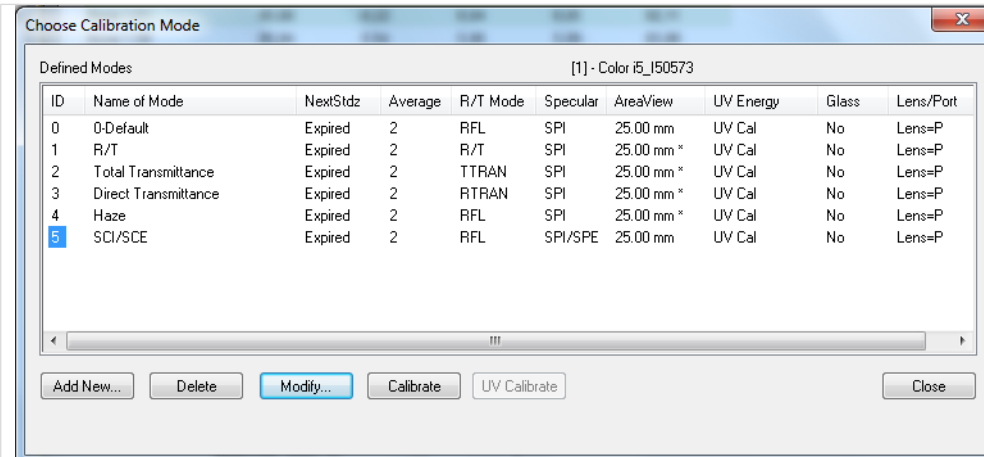 Choose Calibration Mode
Defined Modes [1] - Color i5_I50573
ID Name of Mode NextStdz Average R/T Mode Specular AreaView UV Energy Glass Lens/Port
0 0-Default Expired 2 RFL SPI 25.00 mm UV Cal No Lens=P
1 R/T Expired 2 R/T SPI 25.00 mm * UV Cal No Lens=P
2 Total Transmittance Expired 2 TTRAN SPI 25.00 mm * UV Cal No Lens=P
3 Direct Transmittance Expired 2 RTRAN SPI 25.00 mm * UV Cal No Lens=P
4 Haze Expired 2 RFL SPI 25.00 mm * UV Cal No Lens=P
5 SCI/SCE Expired 2 RFL SPI/SPE 25.00 mm UV Cal No Lens=P
Add New... Delete Modify... Calibrate UV Calibrate Close